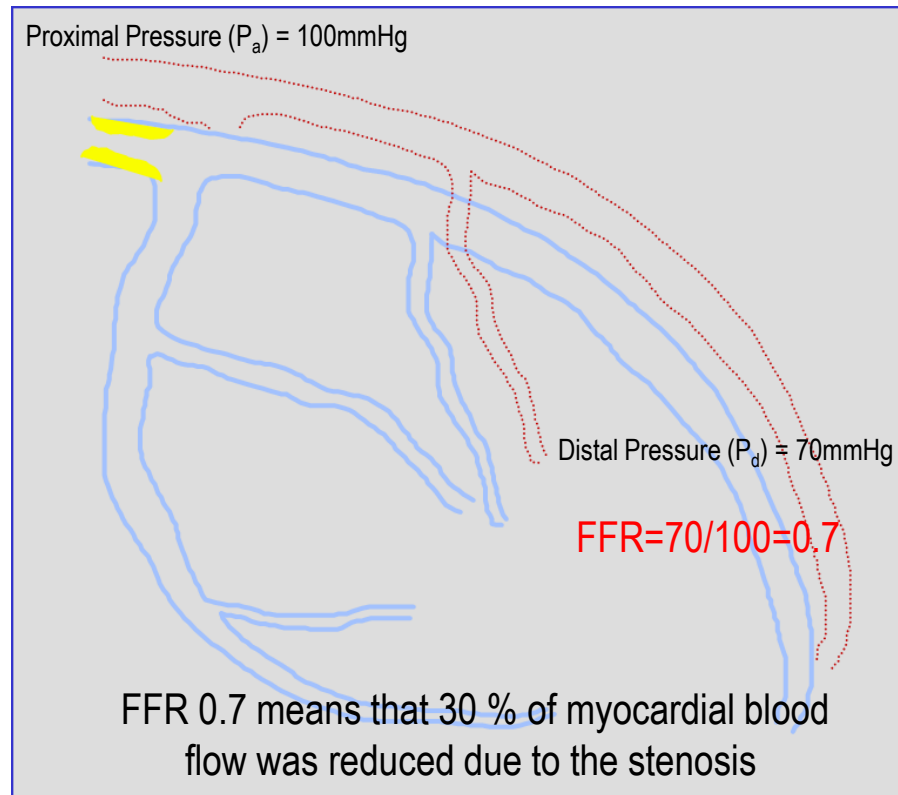 Proximal Pressure (Pa) = 100mmHg
Distal Pressure (Pd) = 70mmHg
FFR=70/100=0.7
FFR 0.7 means that 30 % of myocardial blood
flow was reduced due to the stenosis